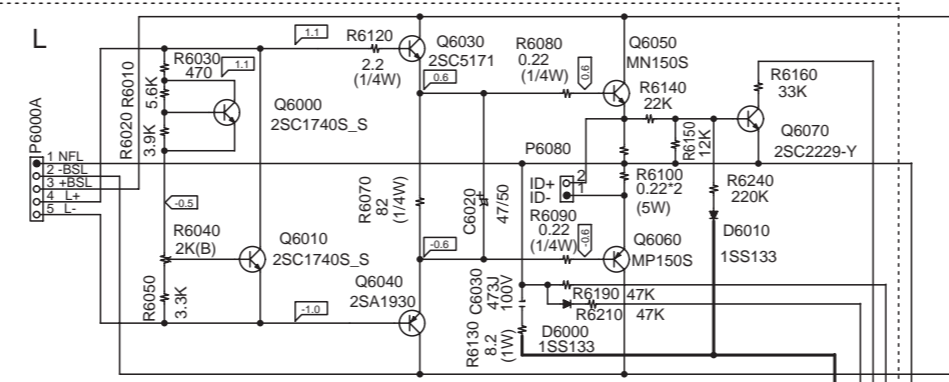 L
P6000A
1 NFL
2 -BSL
3 +BSL
4 L+
5 L-
R6010
5.6K
R6020
3.9K
R6030
470
1.1
Q6000
2SC1740S_S
-0.5
R6040
2K(B)
R6050
3.3K
Q6010
2SC1740S_S
1.1
-1.0
R6120
2.2
(1/4W)
Q6030
2SC5171
0.6
R6070
82
(1/4W)
-0.6
Q6040
2SA1930
C6020
47/50
R6080
0.22
(1/4W)
0.6
Q6050
MN150S
R6140
22K
R6150
12K
P6080
ID+
2
ID-
1
R6100
0.22*2
(5W)
R6090
0.22
(1/4W)
-0.6
Q6060
MP150S
R6160
33K
Q6070
2SC2229-Y
R6240
220K
D6010
1SS133
C6030
473J
100V
R6130
8.2
(1W)
R6190 47K
R6210 47K
D6000
1SS133